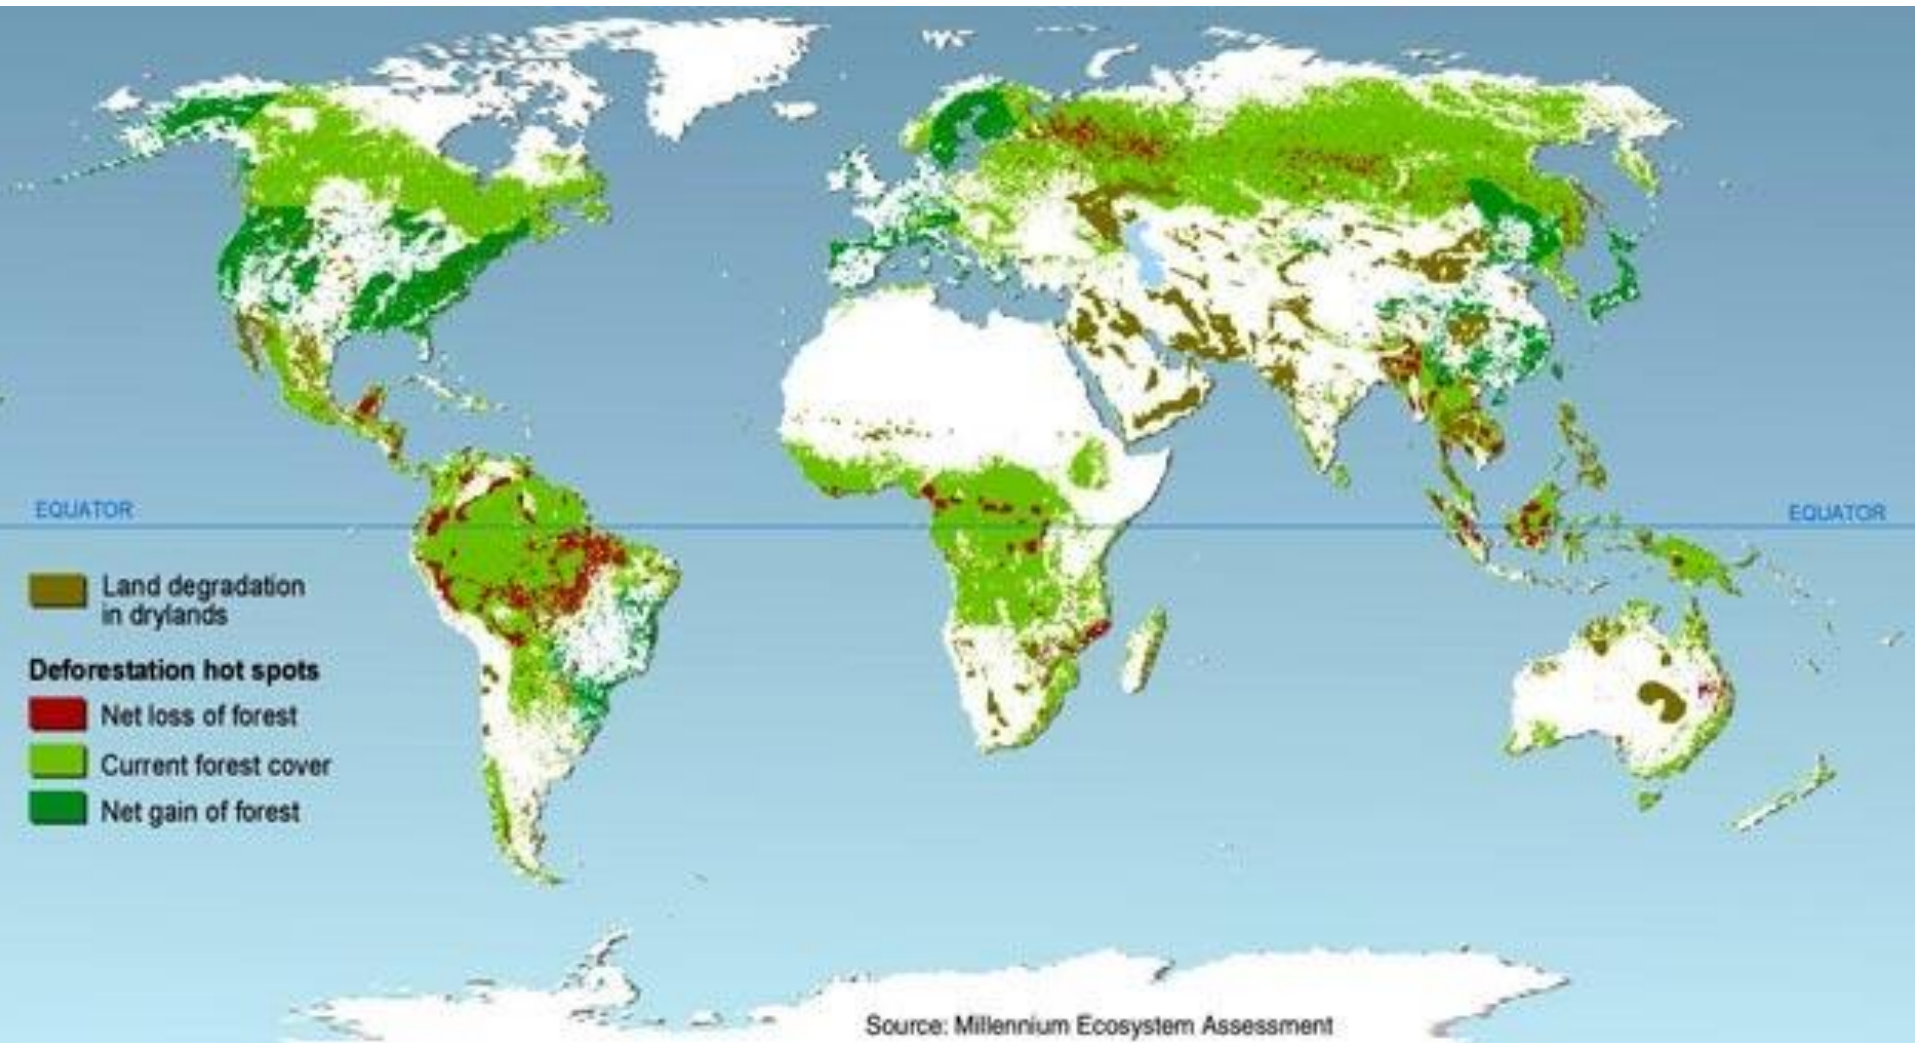 EQUATOR
EQUATOR
Land degradation
in drylands
Deforestation hot spots
Net loss of forest
Current forest cover
Net gain of forest
Source: Millennium Ecosystem Assessment